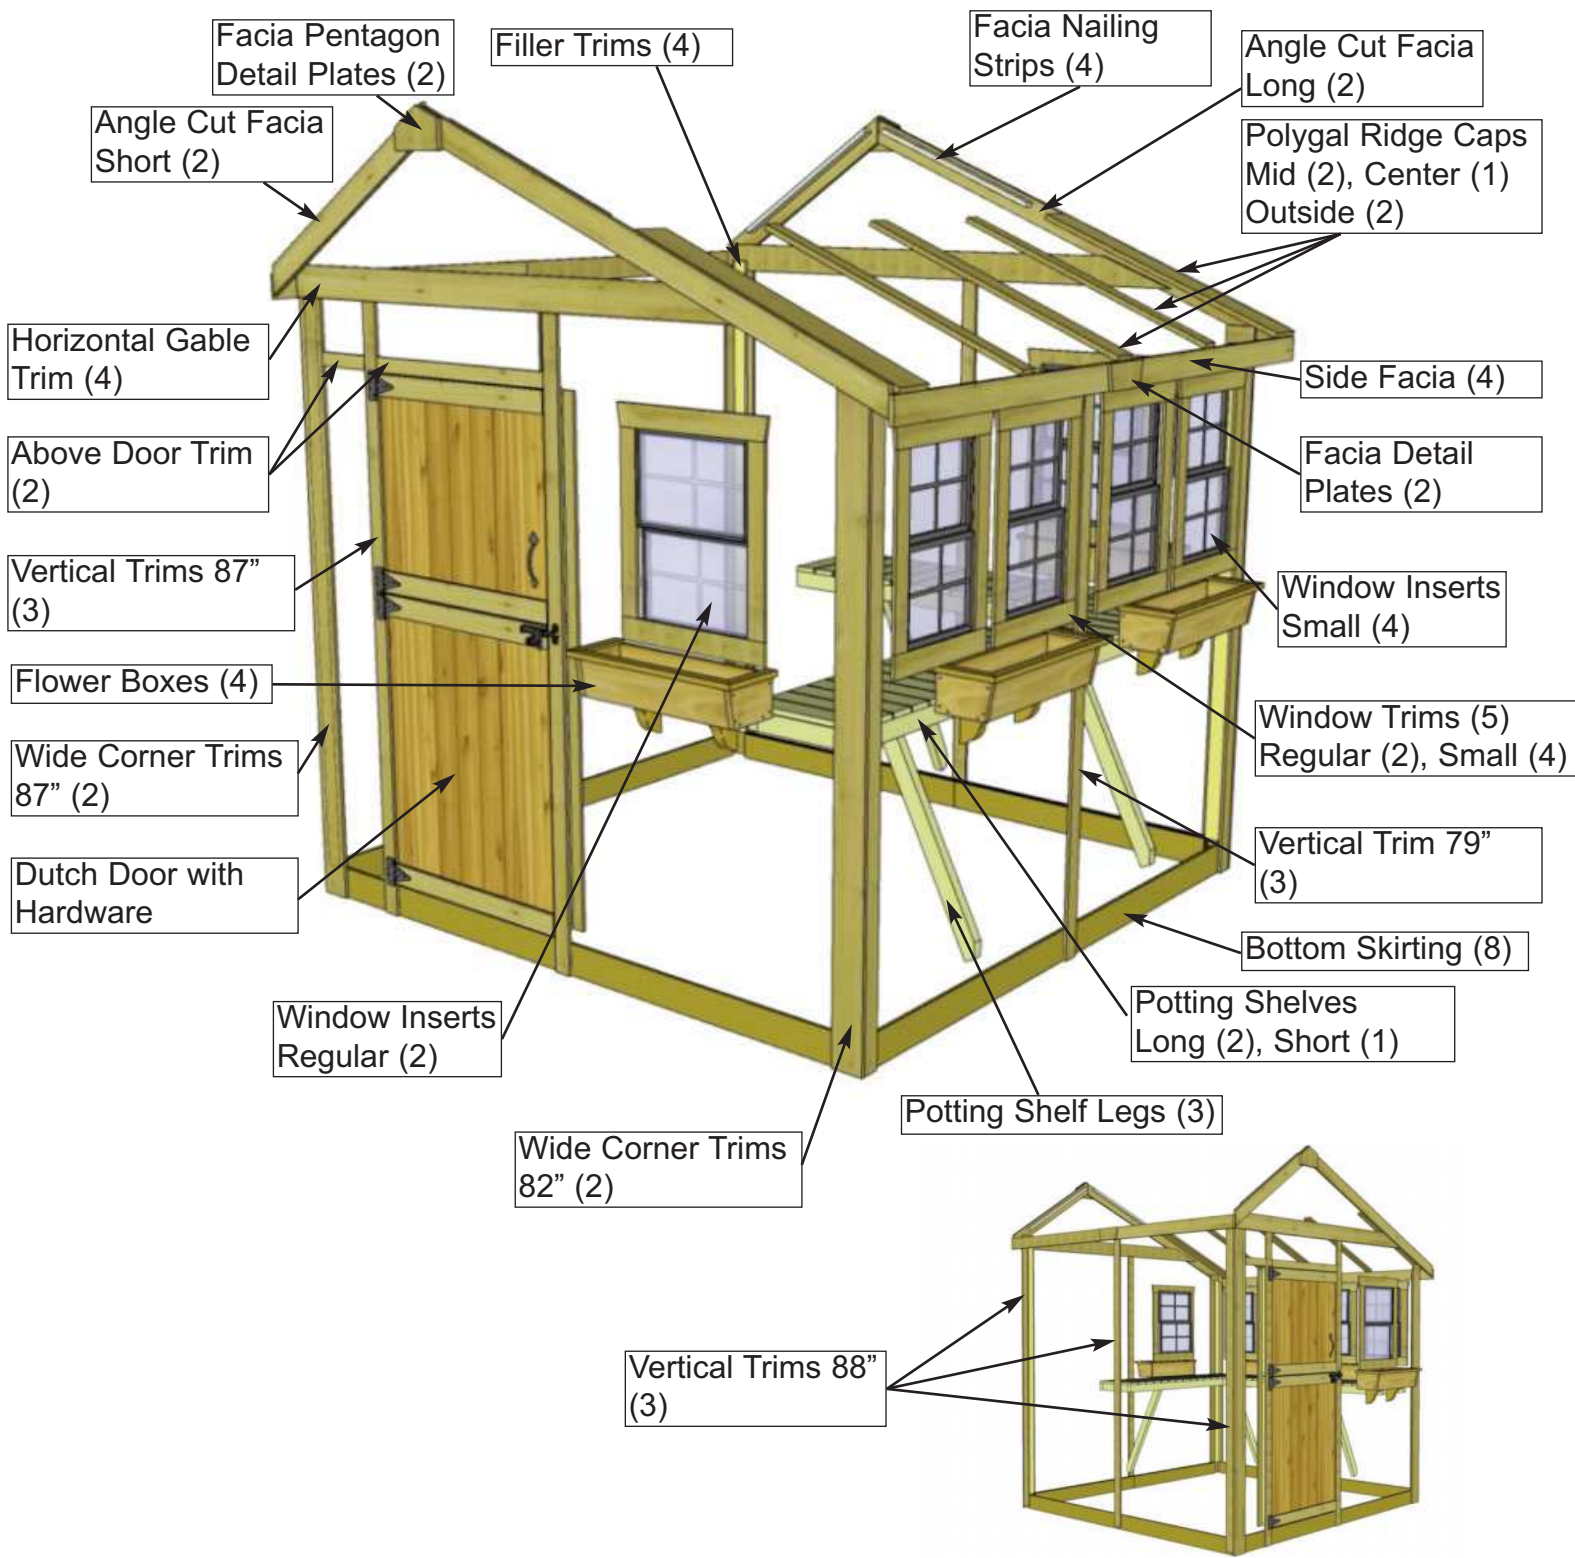 Facia Pentagon
Detail Plates (2)
Filler Trims (4)
Facia Nailing
Strips (4)
Angle Cut Facia
Long (2)
Angle Cut Facia
Short (2)
Polygal Ridge Caps
Mid (2), Center (1)
Outside (2)
Horizontal Gable
Trim (4)
Side Facia (4)
Above Door Trim
(2)
Facia Detail
Plates (2)
Vertical Trims 87”
(3)
Window Inserts
Small (4)
Flower Boxes (4)
Window Trims (5)
Regular (2), Small (4)
Wide Corner Trims
87” (2)
Vertical Trim 79”
(3)
Dutch Door with
Hardware
Bottom Skirting (8)
Window Inserts
Regular (2)
Potting Shelves
Long (2), Short (1)
Potting Shelf Legs (3)
Wide Corner Trims
82” (2)
Vertical Trims 88”
(3)